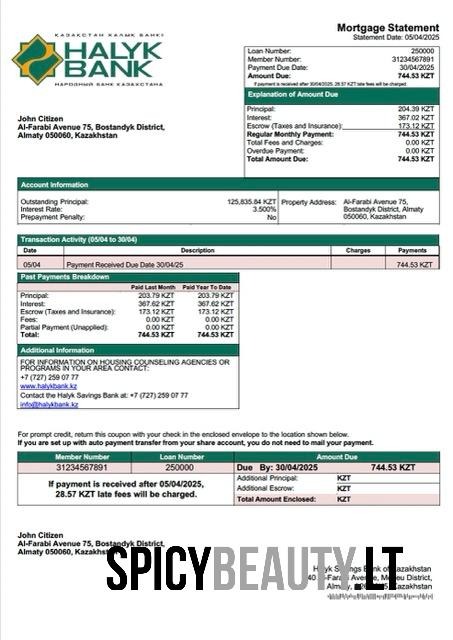 ҚАЗАҚСТАН ХАЛЫҚ БАНКІ
HALYK
BANK
НАРОДНЫЙ БАНК КАЗАХСТАНА
Mortgage Statement
Statement Date: 05/04/2025
Loan Number: 250000
Member Number: 31234567891
Payment Due Date: 30/04/2025
Amount Due: 744.53 KZT
If payment is received after 30/04/2025, 28.57 KZT late fees will be charged.
Explanation of Amount Due
Principal: 204.39 KZT
Interest: 367.02 KZT
Escrow (Taxes and Insurance): 173.12 KZT
Regular Monthly Payment: 744.53 KZT
Total Fees and Charges: 0.00 KZT
Overdue Payment: 0.00 KZT
Total Amount Due: 744.53 KZT
John Citizen
Al-Farabi Avenue 75, Bostandyk District,
Almaty 050060, Kazakhstan
Account Information
Outstanding Principal: 125,835.84 KZT
Interest Rate: 3.500%
Prepayment Penalty: No
Property Address: Al-Farabi Avenue 75,
Bostandyk District, Almaty
050060, Kazakhstan
Transaction Activity (05/04 to 30/04)
Date Description Charges Payments
05/04 Payment Received Due Date 30/04/25 744.53 KZT
Past Payments Breakdown
Paid Last Month Paid Year To Date
Principal: 203.79 KZT 203.79 KZT
Interest: 367.62 KZT 367.62 KZT
Escrow (Taxes and Insurance): 173.12 KZT 173.12 KZT
Fees: 0.00 KZT 0.00 KZT
Partial Payment (Unapplied): 0.00 KZT 0.00 KZT
Total: 744.53 KZT 744.53 KZT
Additional Information
FOR INFORMATION ON HOUSING COUNSELING AGENCIES OR
PROGRAMS IN YOUR AREA CONTACT:
+7 (727) 259 07 77
www.halykbank.kz
Contact the Halyk Savings Bank at: +7 (727) 259 07 77
info@halykbank.kz
For prompt credit, return this coupon with your check in the enclosed envelope to the location shown below.
If you are set up with auto payment transfer from your share account, you do not need to mail your payment.
Member Number Loan Number Amount Due
31234567891 250000 Due By: 30/04/2025 744.53 KZT
If payment is received after 05/04/2025,
28.57 KZT late fees will be charged.
Additional Principal: KZT
Additional Escrow: KZT
Total Amount Enclosed: KZT
John Citizen
Al-Farabi Avenue 75, Bostandyk District,
Almaty 050060, Kazakhstan
SPICYBEAUTY.LT
Halyk Savings Bank of Kazakhstan
Al-Farabi Avenue, Medeu District,
Almaty, Kazakhstan